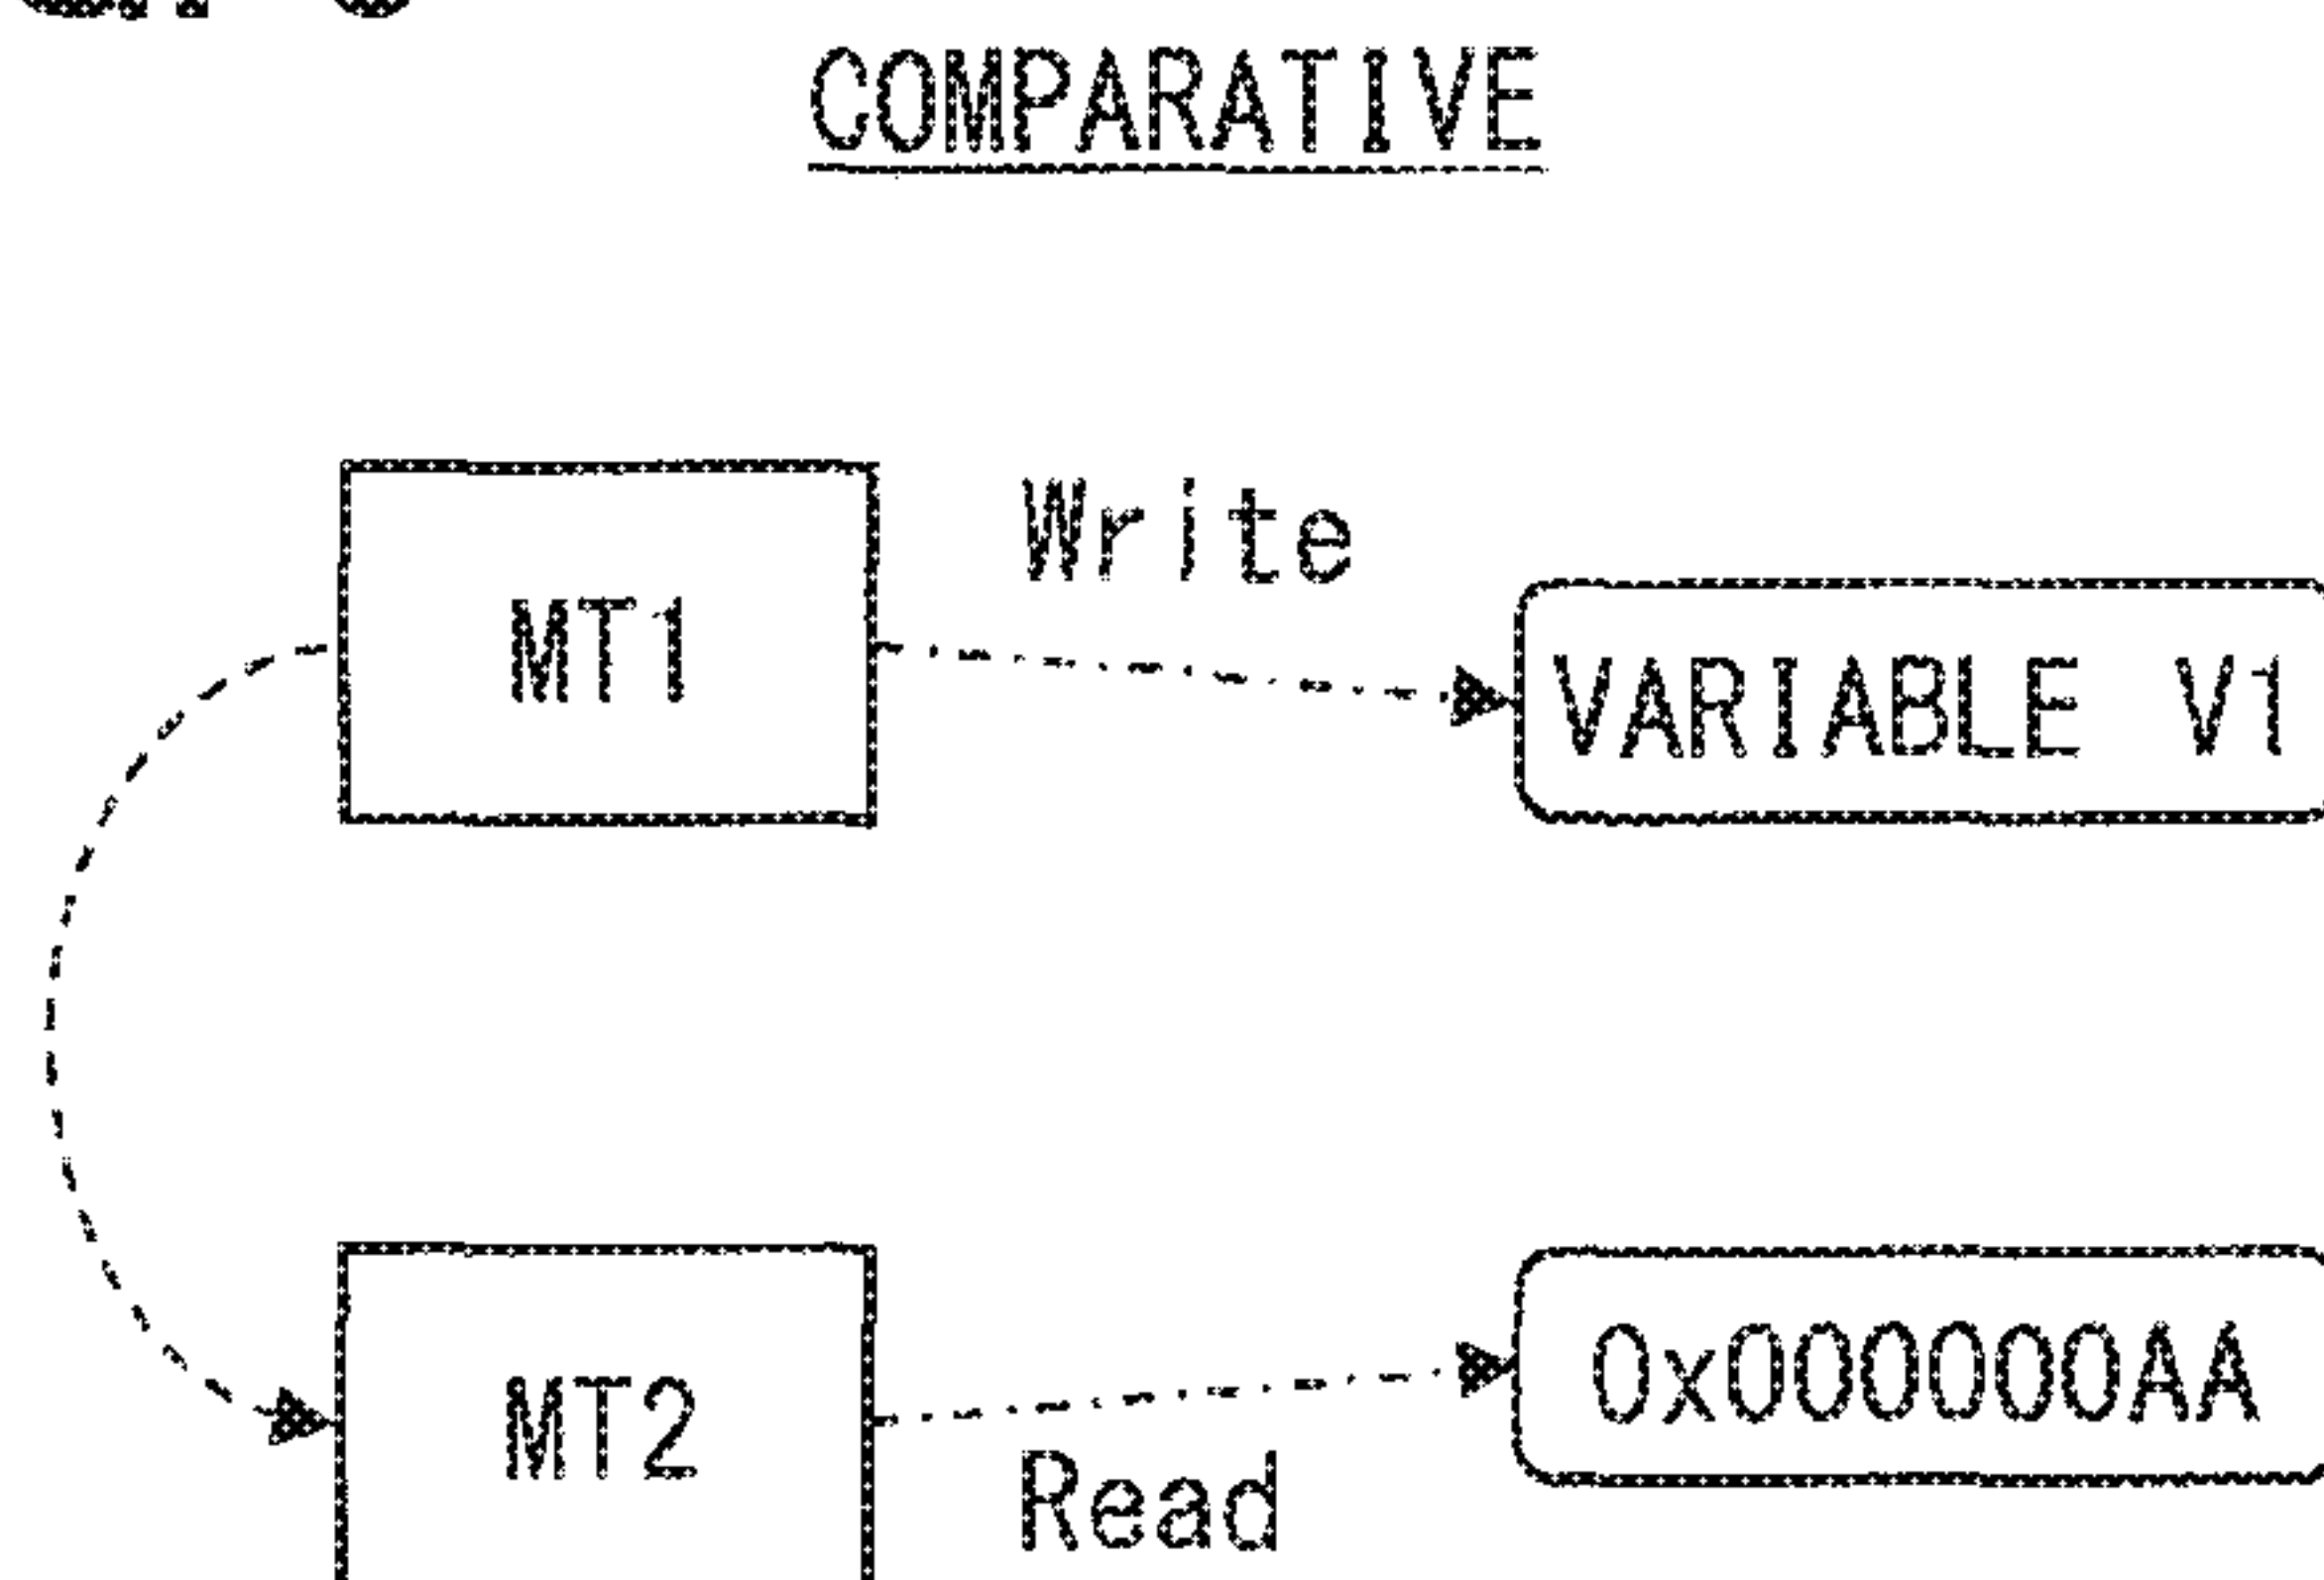 COMPARATIVE
Write
MT1
VARIABLE V1
0x000000AA
MT2
Read